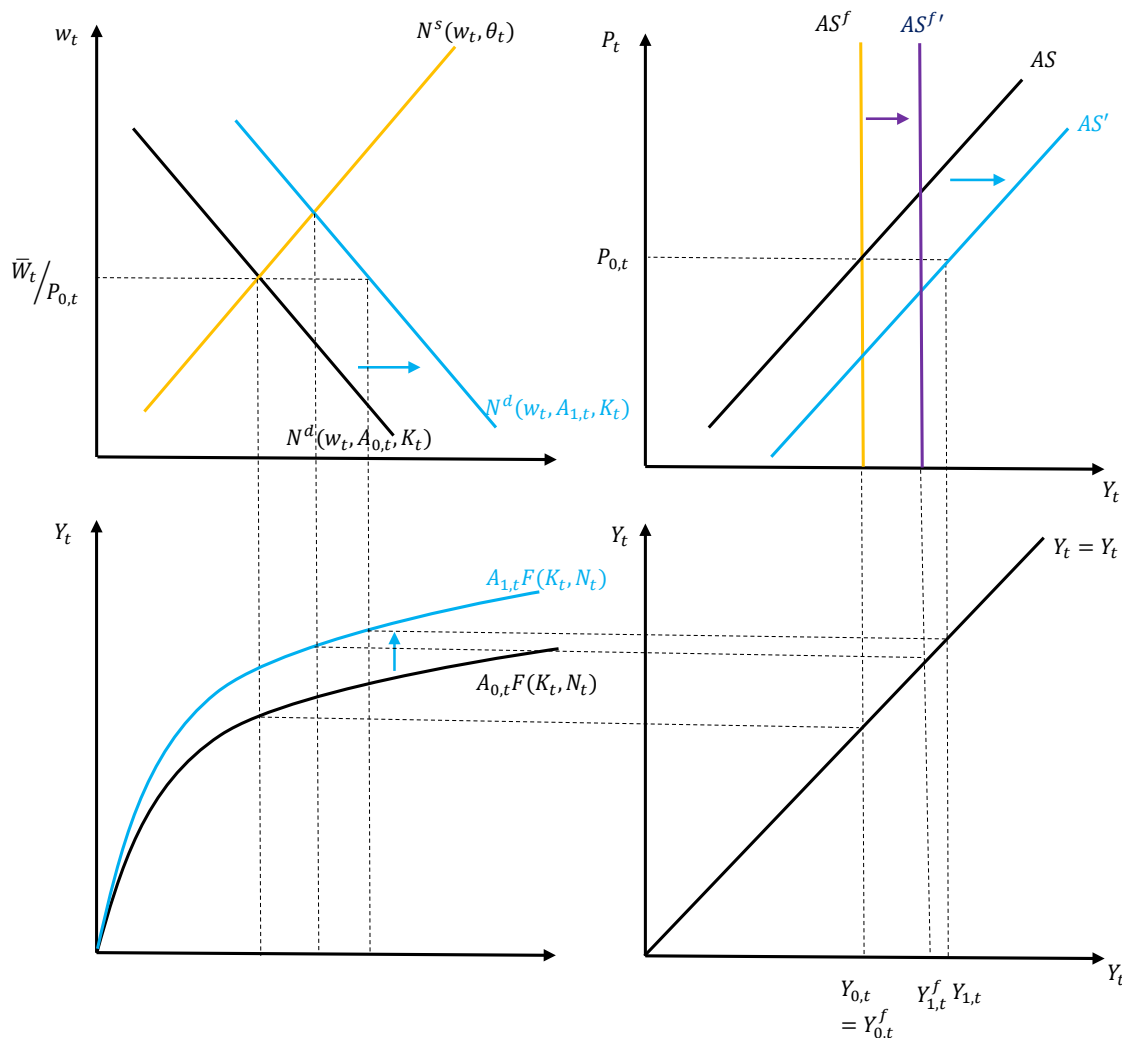 w_t
N^s(w_t, θ_t)
W̄_t/P_{0,t}
N^d(w_t, A_{1,t}, K_t)
N^d(w_t, A_{0,t}, K_t)
AS^f
AS^{f′}
P_t
AS
AS′
P_{0,t}
Y_t
Y_t
A_{1,t}F(K_t, N_t)
A_{0,t}F(K_t, N_t)
Y_t
Y_t = Y_t
Y_t
Y_{0,t}
= Y_{0,t}^f
Y_{1,t}^f
Y_{1,t}